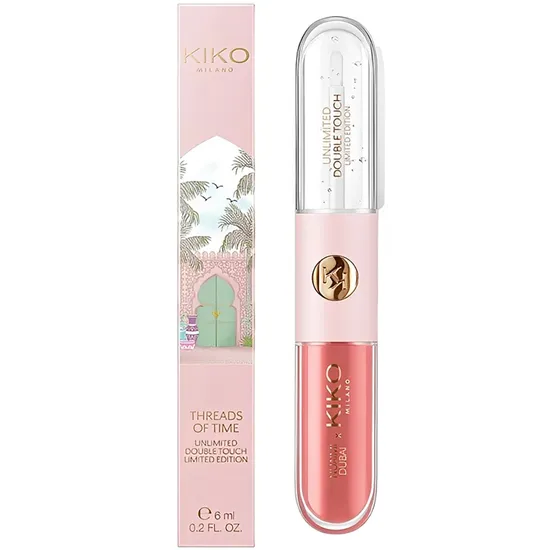 KIKO
MILANO
THREADS
OF TIME
UNLIMITED
DOUBLE TOUCH
LIMITED EDITION
e 6 ml
0.2 FL. OZ.
UNLIMITED
DOUBLE TOUCH
LIMITED EDITION
KIKO
MILANO
x
DUBAI